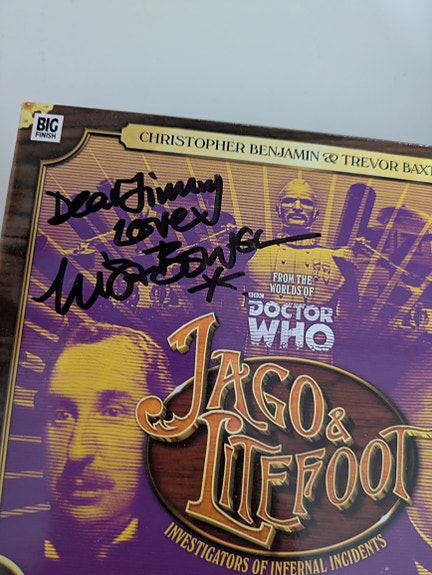 BIG
FINISH
CHRISTOPHER BENJAMIN & TREVOR BAXT
Dear Jimmy
Love x
FROM THE
WORLDS OF
BBC
DOCTOR
WHO
JAGO
&
LITEFOOT
INVESTIGATORS OF INFERNAL INCIDENTS